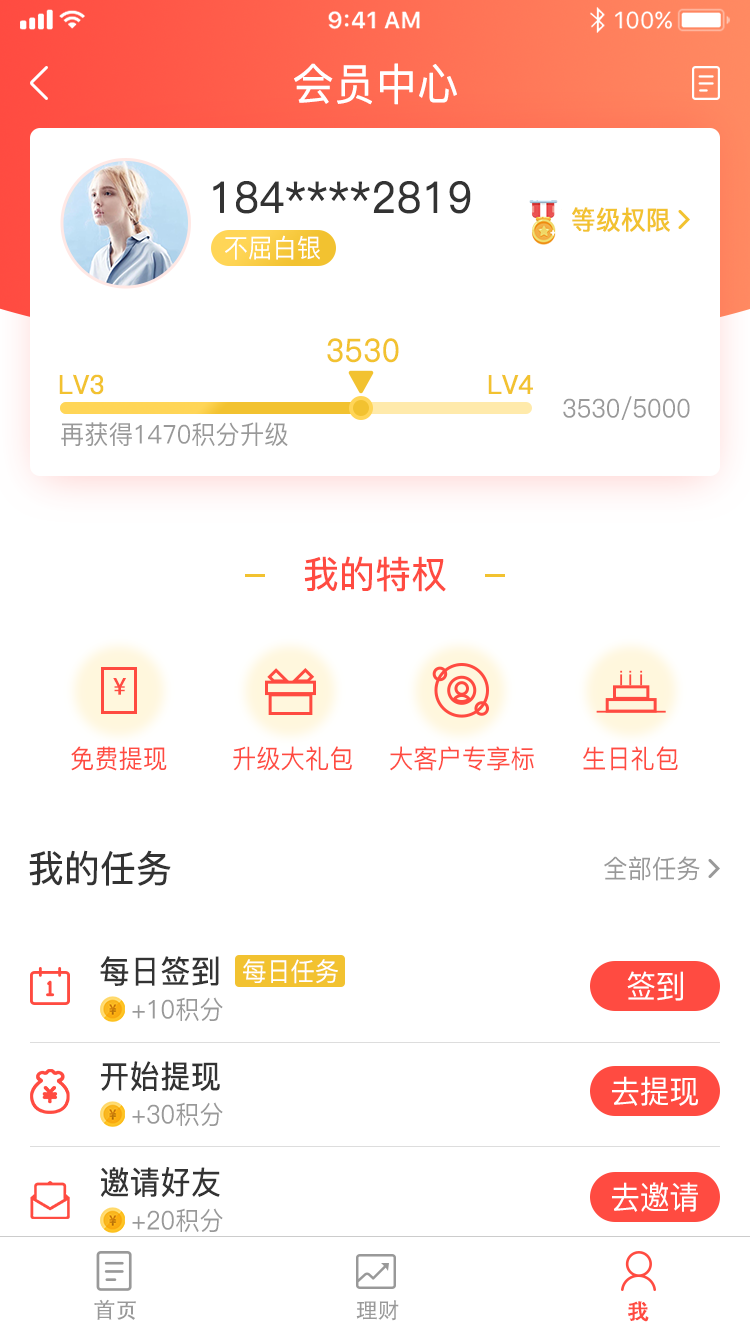 9:41 AM
100%
会员中心
184****2819
不屈白银
等级权限
3530
LV3
LV4
3530/5000
再获得1470积分升级
我的特权
¥
免费提现
升级大礼包
大客户专享标
生日礼包
我的任务
全部任务
1
每日签到
每日任务
¥
+10积分
签到
¥
开始提现
¥
+30积分
去提现
邀请好友
¥
+20积分
去邀请
首页
理财
我